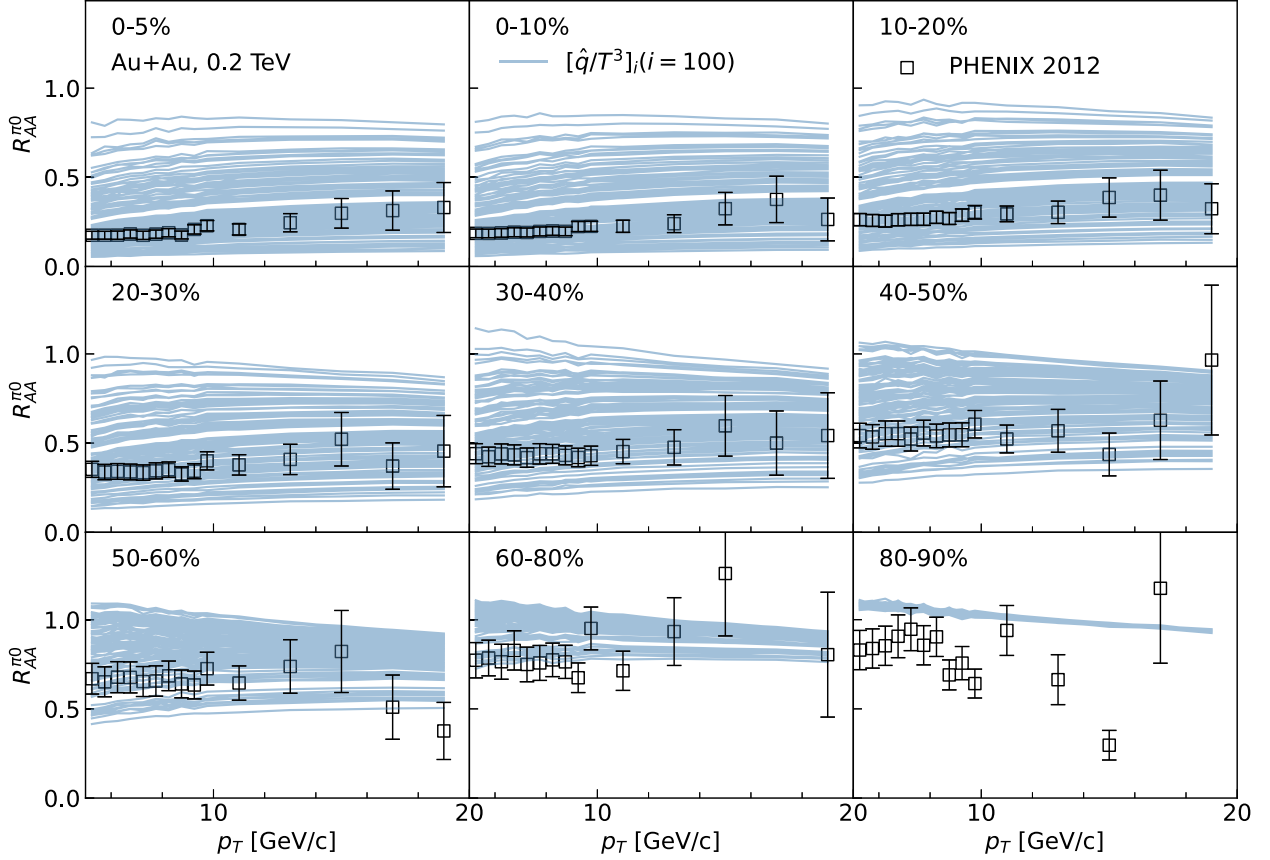 0-5%
Au+Au, 0.2 TeV
0-10%
[q̂/T³]ᵢ(i = 100)
10-20%
PHENIX 2012
1.0
0.5
0.0
R_AA^π0
20-30%
30-40%
40-50%
1.0
0.5
0.0
R_AA^π0
50-60%
60-80%
80-90%
1.0
0.5
0.0
R_AA^π0
10 20 10 20 10 20
p_T [GeV/c] p_T [GeV/c] p_T [GeV/c]